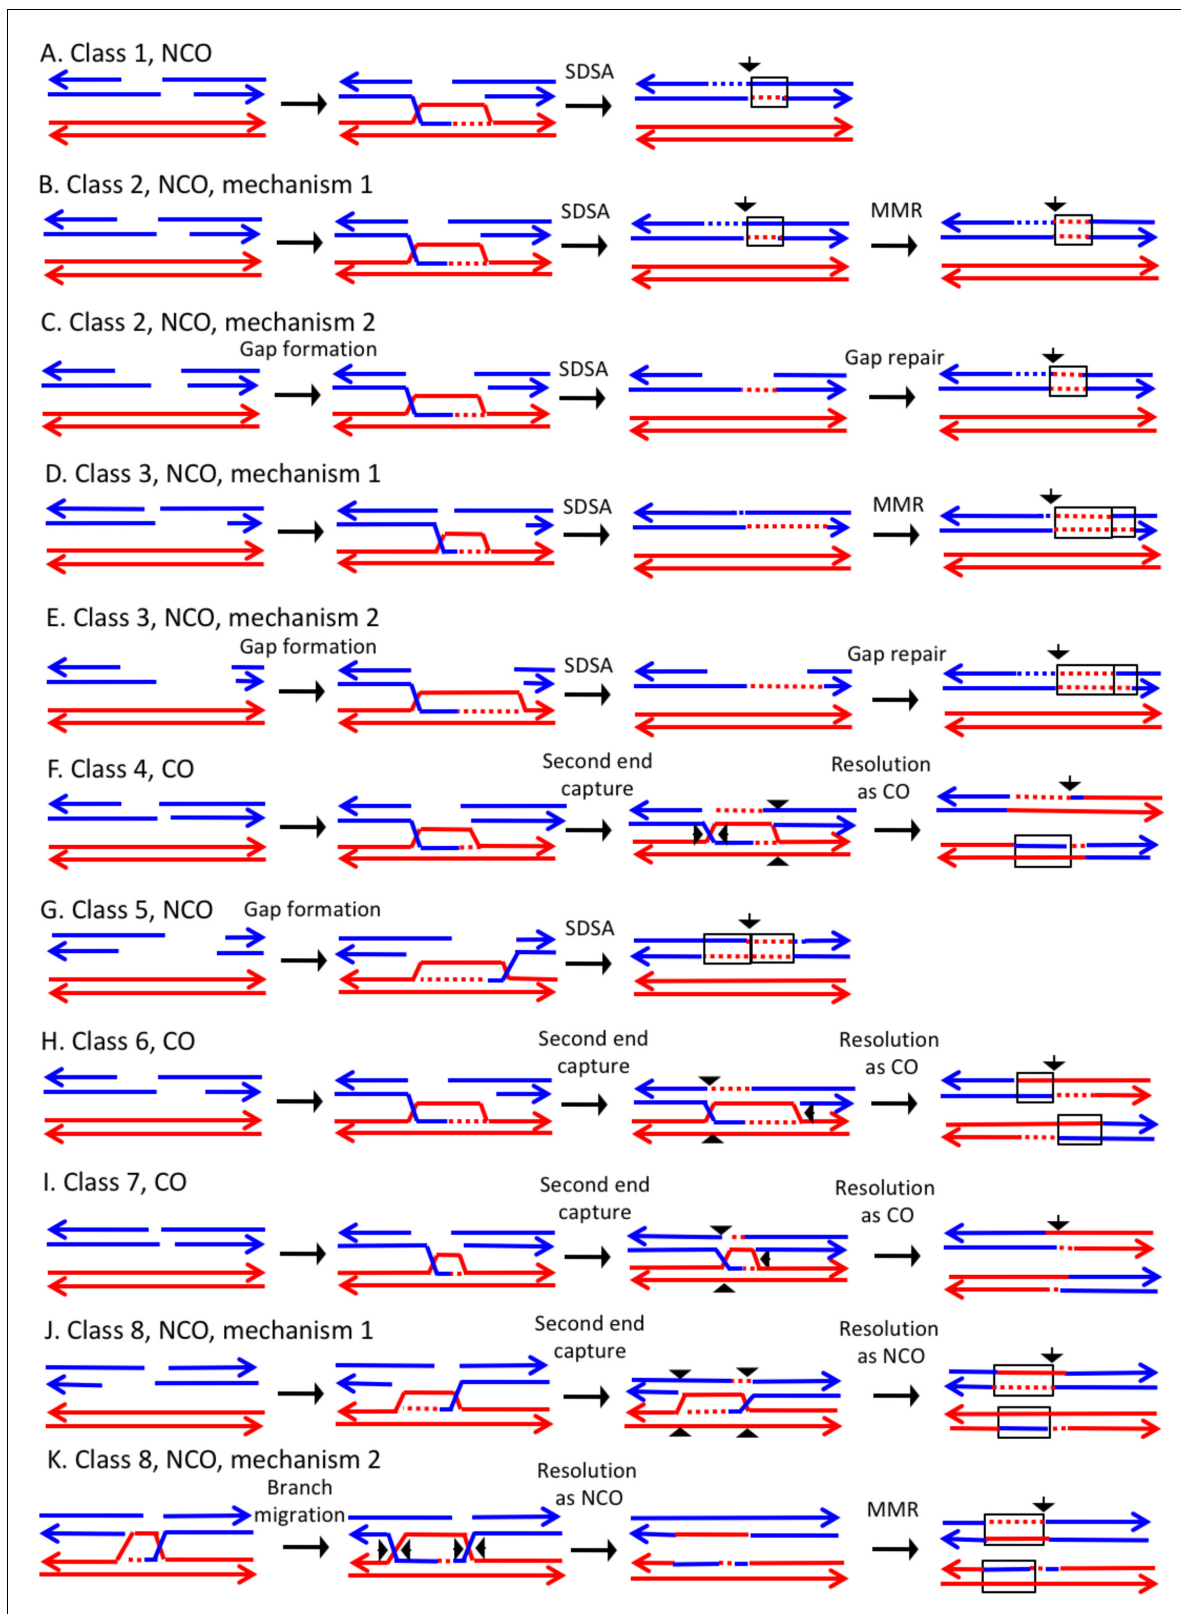 A. Class 1, NCO
SDSA
B. Class 2, NCO, mechanism 1
SDSA
MMR
C. Class 2, NCO, mechanism 2
Gap formation
SDSA
Gap repair
D. Class 3, NCO, mechanism 1
SDSA
MMR
E. Class 3, NCO, mechanism 2
Gap formation
SDSA
Gap repair
F. Class 4, CO
Second end
capture
Resolution
as CO
G. Class 5, NCO
Gap formation
SDSA
H. Class 6, CO
Second end
capture
Resolution
as CO
I. Class 7, CO
Second end
capture
Resolution
as CO
J. Class 8, NCO, mechanism 1
Second end
capture
Resolution
as NCO
K. Class 8, NCO, mechanism 2
Branch
migration
Resolution
as NCO
MMR